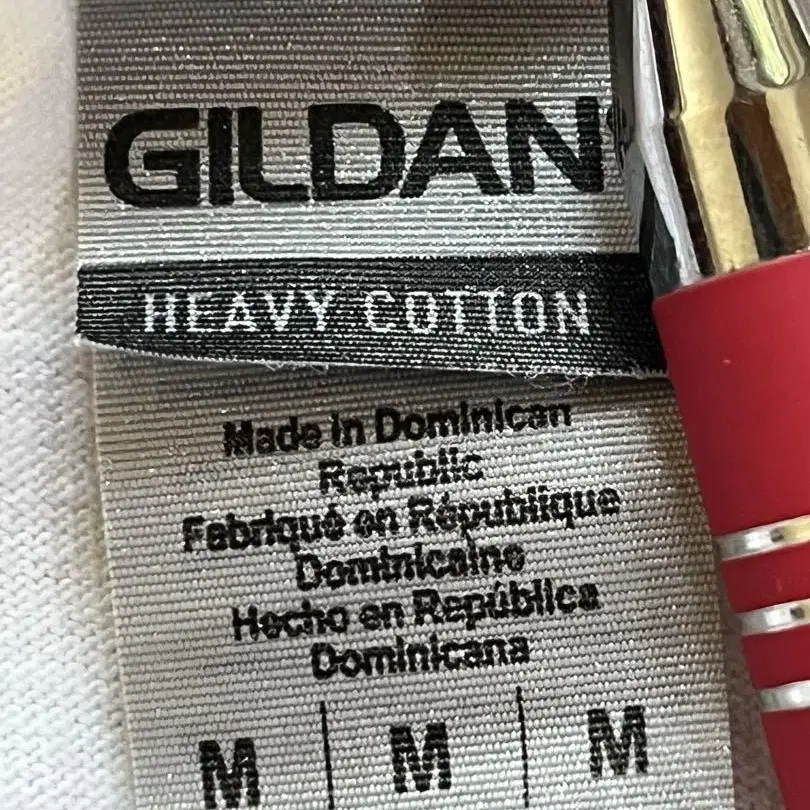 GILDAN®
HEAVY COTTON
Made in Dominican
Republic
Fabriqué en République
Dominicaine
Hecho en República
Dominicana
M | M | M